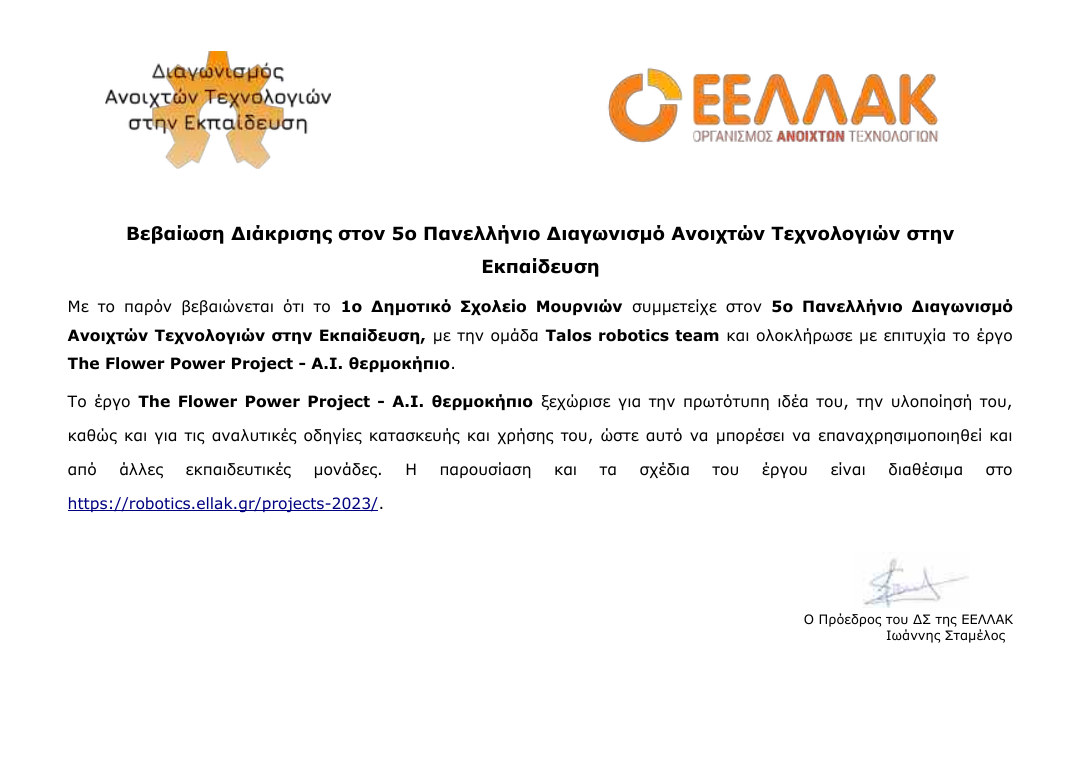 Διαγωνισμός
Ανοιχτών Τεχνολογιών
στην Εκπαίδευση
ΕΕΛΛΑΚ
ΟΡΓΑΝΙΣΜΟΣ ΑΝΟΙΧΤΩΝ ΤΕΧΝΟΛΟΓΙΩΝ
Βεβαίωση Διάκρισης στον 5ο Πανελλήνιο Διαγωνισμό Ανοιχτών Τεχνολογιών στην
Εκπαίδευση
Με το παρόν βεβαιώνεται ότι το 1ο Δημοτικό Σχολείο Μουρνιών συμμετείχε στον 5ο Πανελλήνιο Διαγωνισμό
Ανοιχτών Τεχνολογιών στην Εκπαίδευση, με την ομάδα Talos robotics team και ολοκλήρωσε με επιτυχία το έργο
The Flower Power Project - A.I. θερμοκήπιο.
Το έργο The Flower Power Project - A.I. θερμοκήπιο ξεχώρισε για την πρωτότυπη ιδέα του, την υλοποίησή του,
καθώς και για τις αναλυτικές οδηγίες κατασκευής και χρήσης του, ώστε αυτό να μπορέσει να επαναχρησιμοποιηθεί και
από άλλες εκπαιδευτικές μονάδες. Η παρουσίαση και τα σχέδια του έργου είναι διαθέσιμα στο
https://robotics.ellak.gr/projects-2023/.
Ο Πρόεδρος του ΔΣ της ΕΕΛΛΑΚ
Ιωάννης Σταμέλος